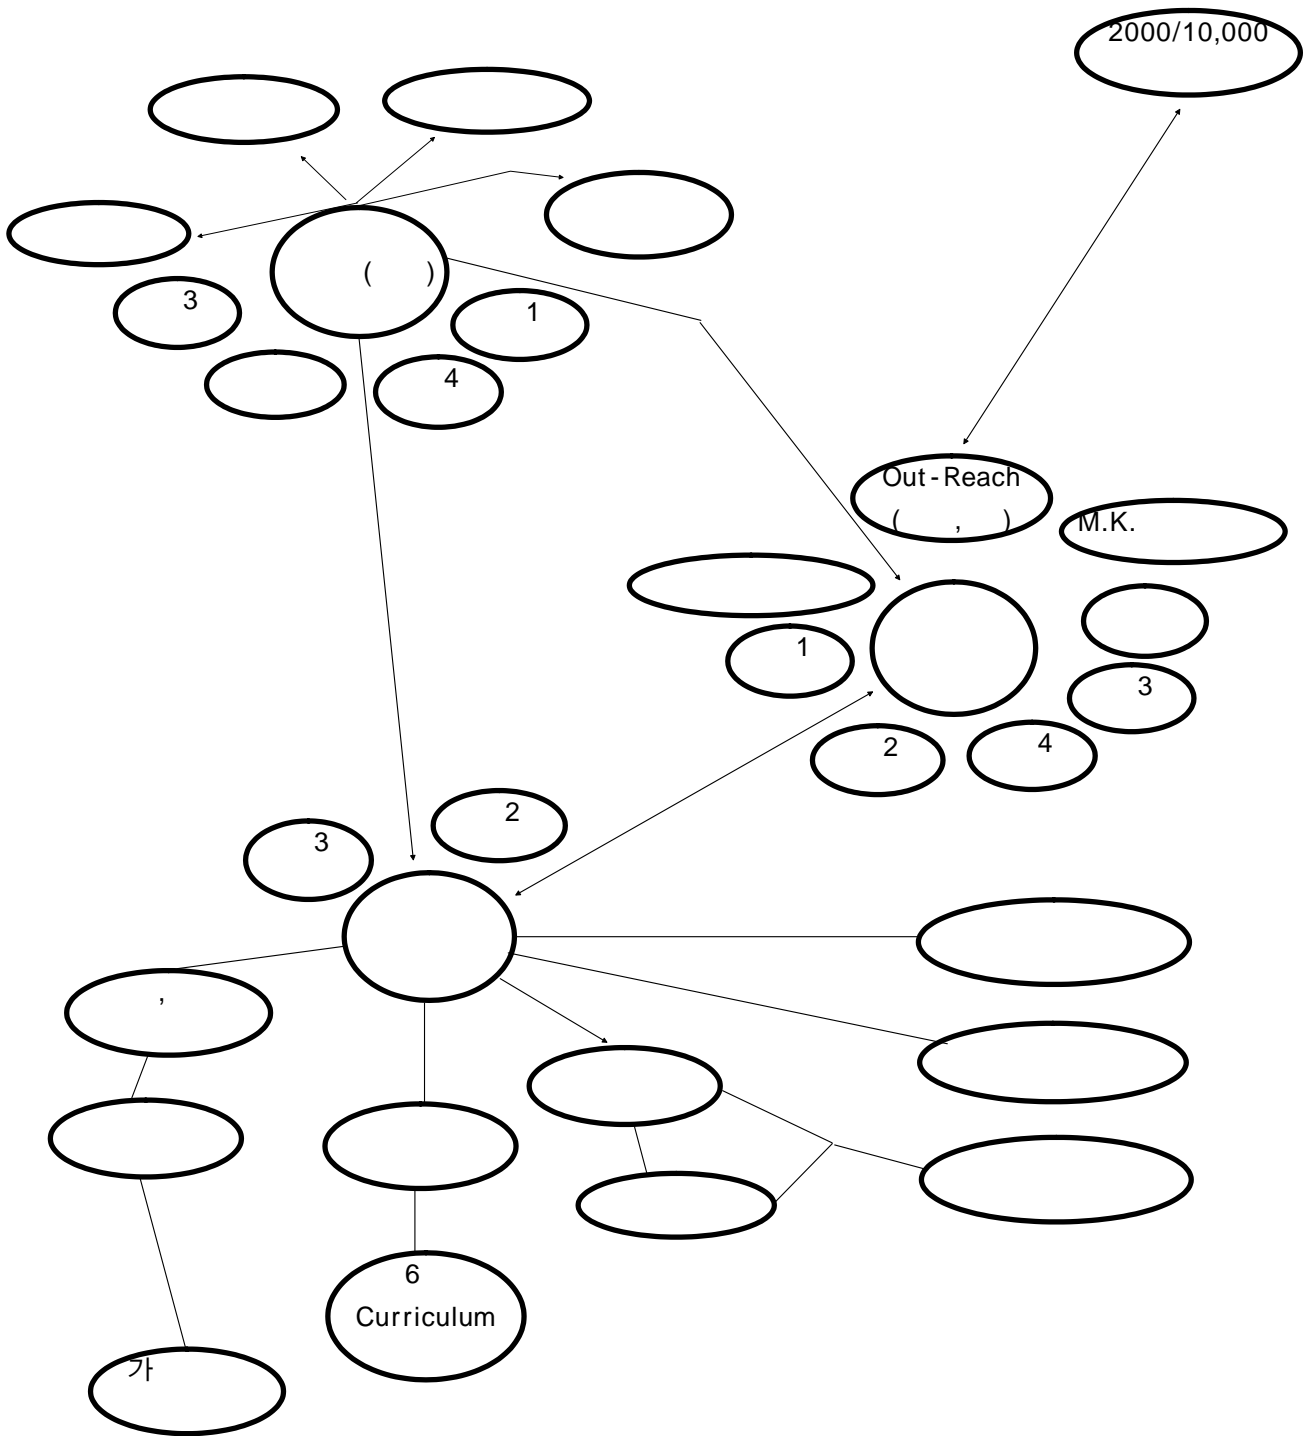 2000/10,000
( )
3
1
4
Out-Reach
( , )
M.K.
1
3
2
4
2
3
,
6
Curriculum
가